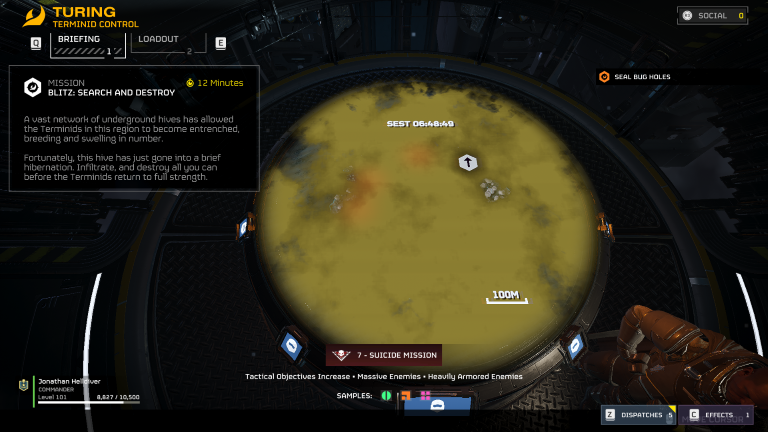 TURING
TERMINID CONTROL
SOCIAL 0
Q
BRIEFING
1
LOADOUT
2
E
MISSION
12 Minutes
BLITZ: SEARCH AND DESTROY
SEAL BUG HOLES
A vast network of underground hives has allowed
the Terminids in this region to become entrenched,
breeding and swelling in number.
Fortunately, this hive has just gone into a brief
hibernation. Infiltrate, and destroy all you can
before the Terminids return to full strength.
SEST 06:48:49
100M
7 - SUICIDE MISSION
Tactical Objectives Increase • Massive Enemies • Heavily Armored Enemies
Jonathan Helldiver
COMMANDER
Level 101
8,827 / 10,500
SAMPLES:
Z DISPATCHES 5
C EFFECTS 1